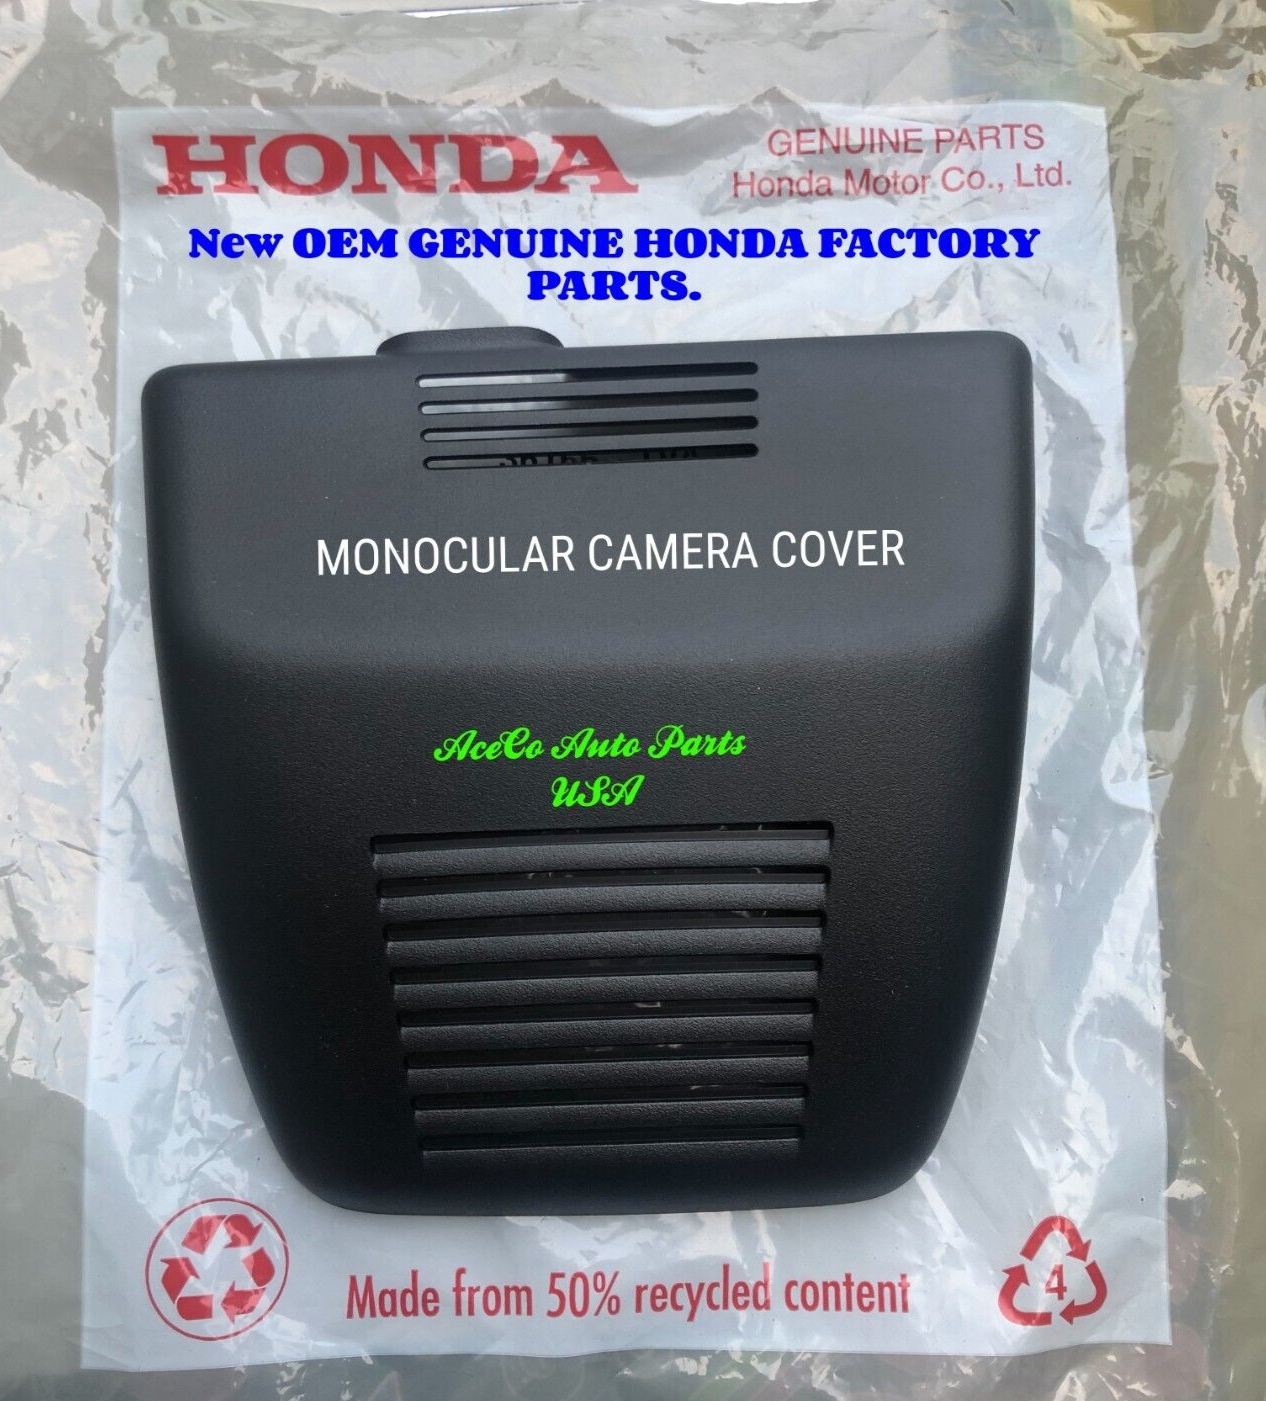 HONDA
GENUINE PARTS
Honda Motor Co., Ltd.
New OEM GENUINE HONDA FACTORY
PARTS.
MONOCULAR CAMERA COVER
AceCo Auto Parts
USA
Made from 50% recycled content
4